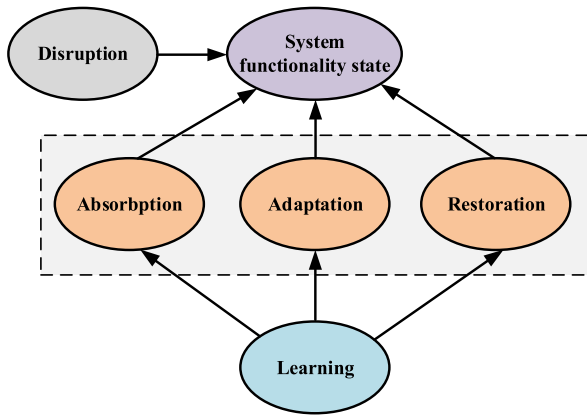 Disruption
System
functionality state
Absorbption
Adaptation
Restoration
Learning